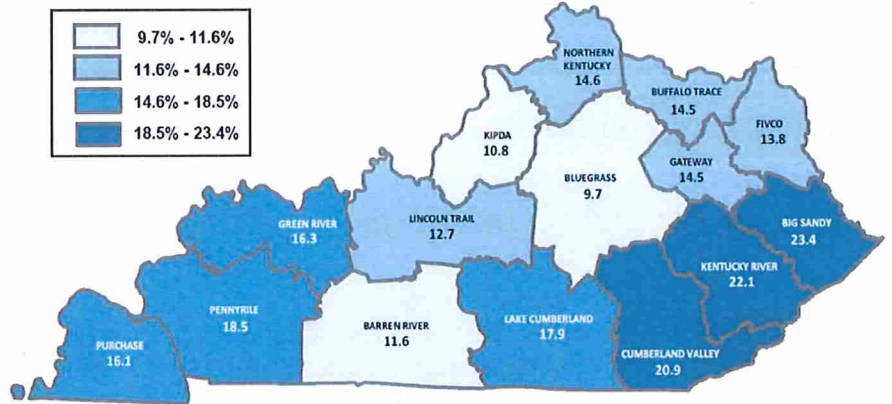 9.7% - 11.6%
11.6% - 14.6%
14.6% - 18.5%
18.5% - 23.4%
NORTHERN
KENTUCKY
14.6
BUFFALO TRACE
14.5
FIVCO
13.8
KIPDA
10.8
GATEWAY
14.5
BLUEGRASS
9.7
LINCOLN TRAIL
12.7
GREEN RIVER
16.3
BIG SANDY
23.4
KENTUCKY RIVER
22.1
PENNYRILE
18.5
BARREN RIVER
11.6
LAKE CUMBERLAND
17.9
PURCHASE
16.1
CUMBERLAND VALLEY
20.9